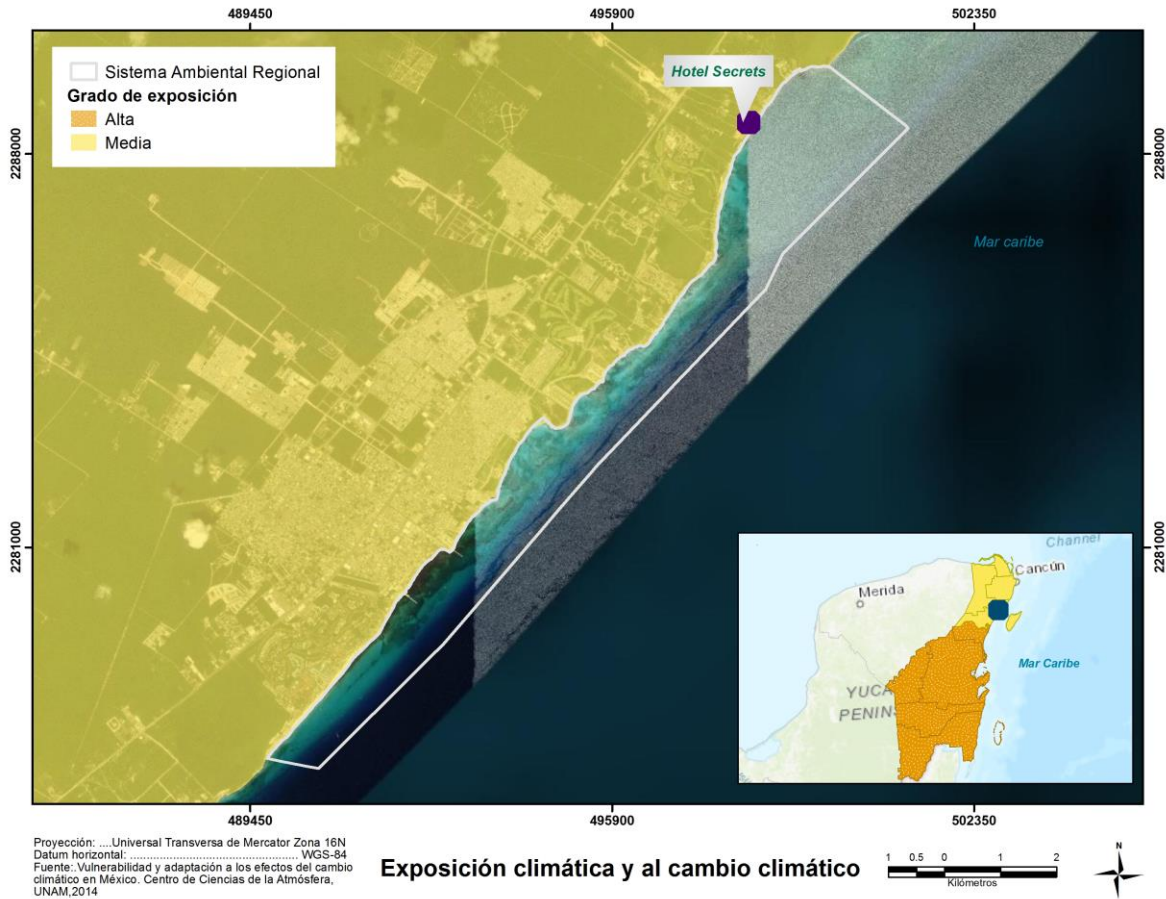 489450
495900
502350
Sistema Ambiental Regional
Grado de exposición
Alta
Media
Hotel Secrets
2288000
2288000
Mar caribe
2281000
2281000
Channel
Cancún
Merida
Mar Caribe
YUCA
PENINS
489450
495900
502350
Proyección: ....Universal Transversa de Mercator Zona 16N
Datum horizontal: ................................................ WGS-84
Fuente:.Vulnerabilidad y adaptación a los efectos del cambio
climático en México. Centro de Ciencias de la Atmósfera,
UNAM,2014
Exposición climática y al cambio climático
1 0.5 0 1 2
Kilómetros
N